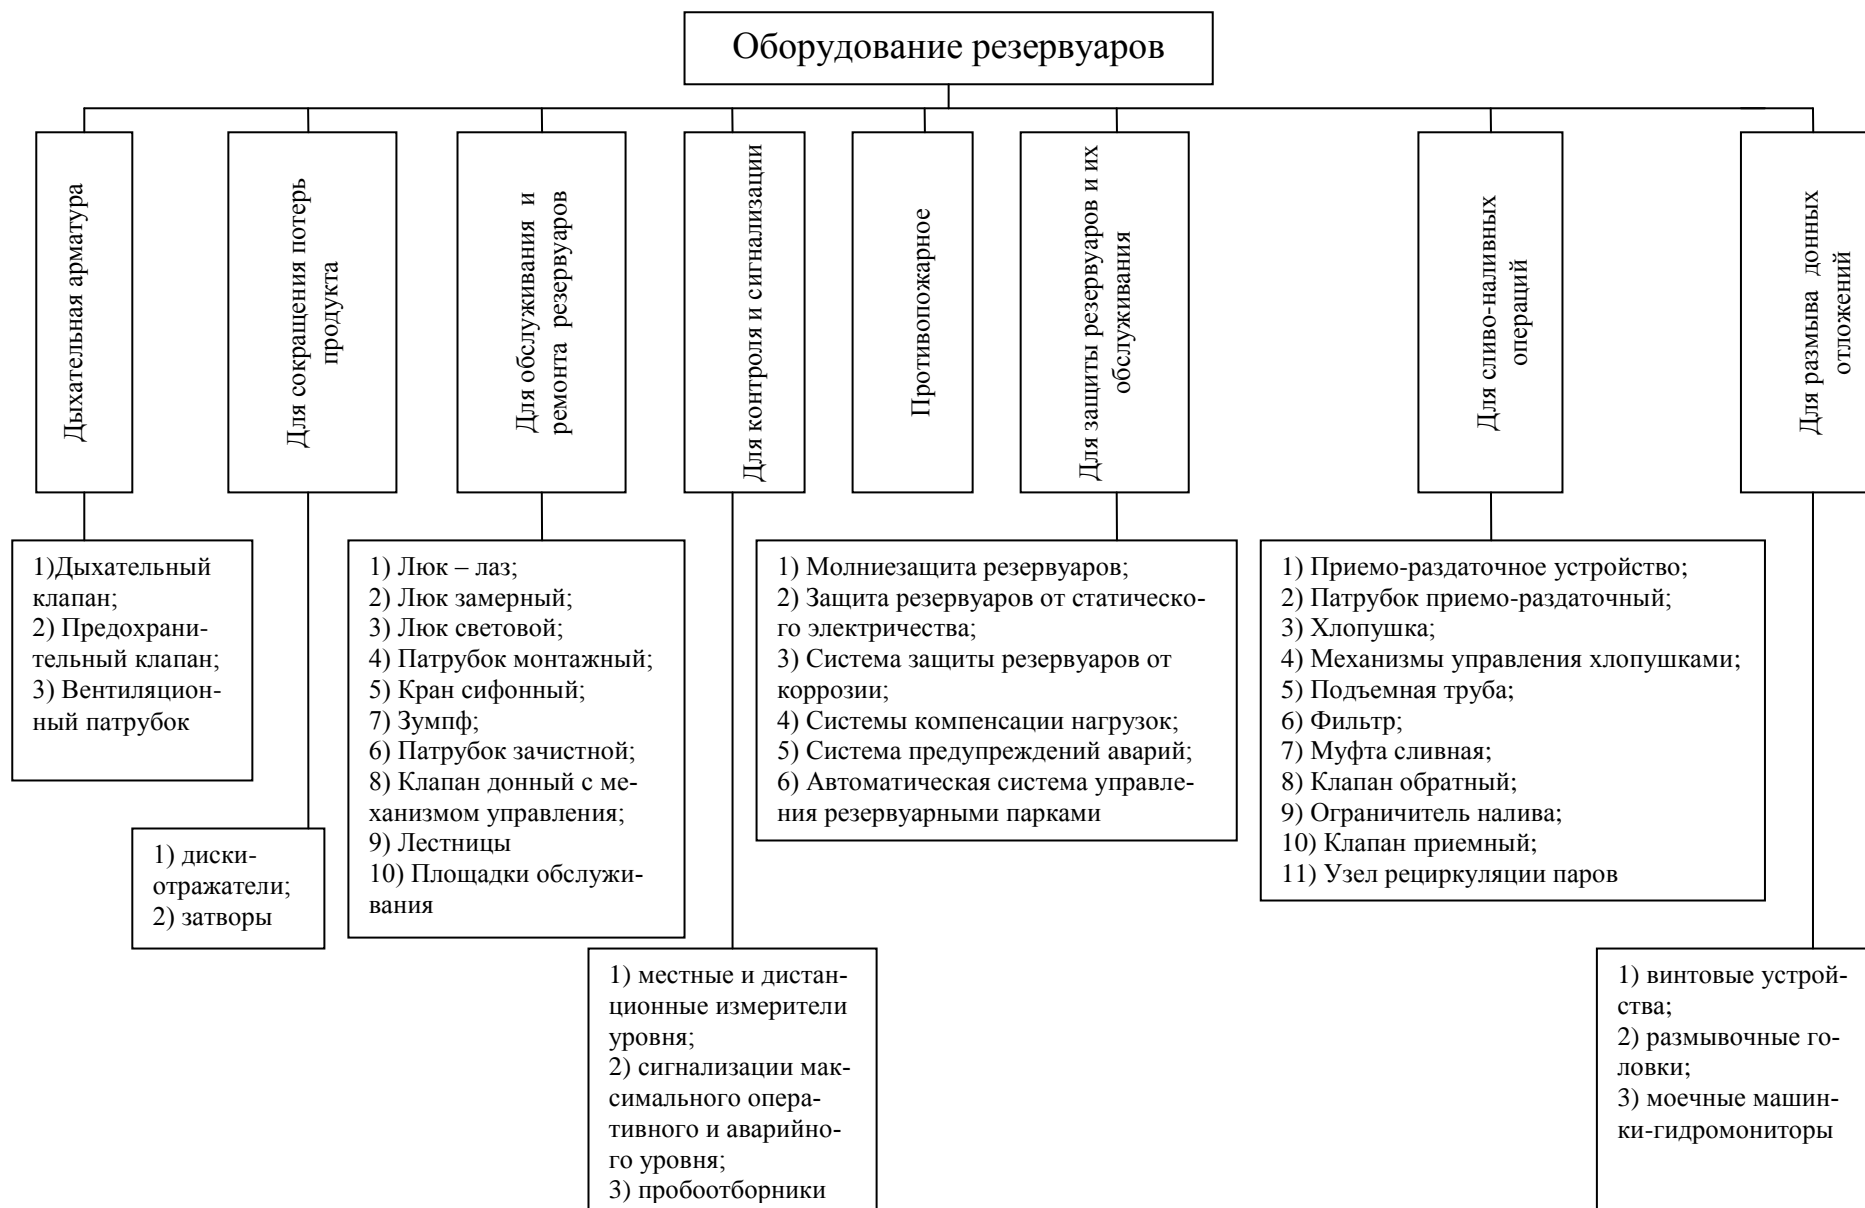 Оборудование резервуаров
Дыхательная арматура
Для сокращения потерь
продукта
Для обслуживания и
ремонта резервуаров
Для контроля и сигнализации
Противопожарное
Для защиты резервуаров и их
обслуживания
Для сливо-наливных
операций
Для размыва донных
отложений
1)Дыхательный
клапан;
2) Предохрани-
тельный клапан;
3) Вентиляцион-
ный патрубок
1) диски-
отражатели;
2) затворы
1) Люк – лаз;
2) Люк замерный;
3) Люк световой;
4) Патрубок монтажный;
5) Кран сифонный;
7) Зумпф;
6) Патрубок зачистной;
8) Клапан донный с ме-
ханизмом управления;
9) Лестницы
10) Площадки обслужи-
вания
1) местные и дистан-
ционные измерители
уровня;
2) сигнализации мак-
симального опера-
тивного и аварийно-
го уровня;
3) пробоотборники
1) Молниезащита резервуаров;
2) Защита резервуаров от статическо-
го электричества;
3) Система защиты резервуаров от
коррозии;
4) Системы компенсации нагрузок;
5) Система предупреждений аварий;
6) Автоматическая система управле-
ния резервуарными парками
1) Приемо-раздаточное устройство;
2) Патрубок приемо-раздаточный;
3) Хлопушка;
4) Механизмы управления хлопушками;
5) Подъемная труба;
6) Фильтр;
7) Муфта сливная;
8) Клапан обратный;
9) Ограничитель налива;
10) Клапан приемный;
11) Узел рециркуляции паров
1) винтовые устрой-
ства;
2) размывочные го-
ловки;
3) моечные машин-
ки-гидромониторы